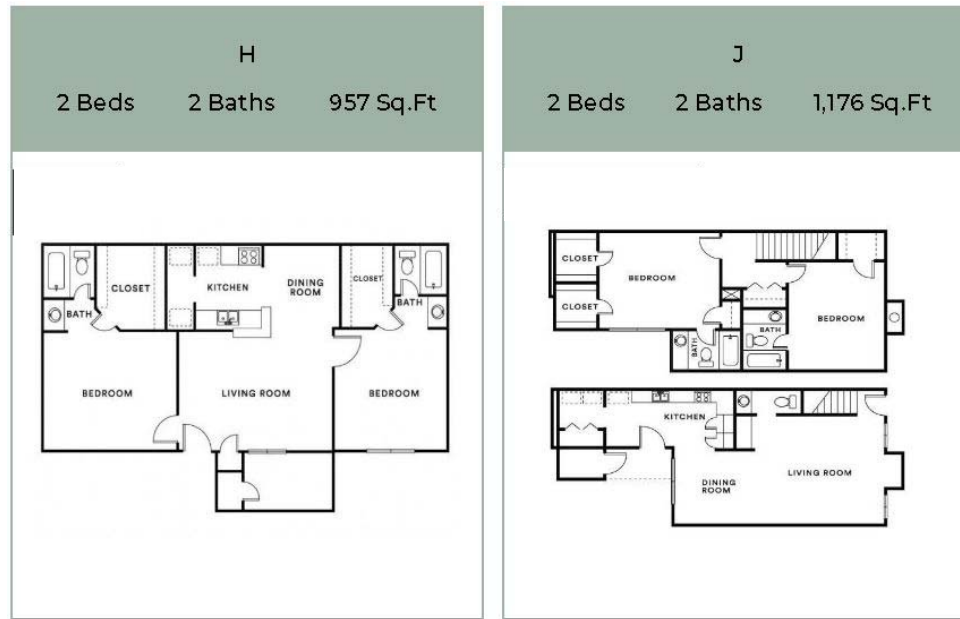 H
2 Beds 2 Baths 957 Sq.Ft
CLOSET
KITCHEN
DINING
ROOM
CLOSET
BATH
BATH
BEDROOM
LIVING ROOM
BEDROOM
J
2 Beds 2 Baths 1,176 Sq.Ft
CLOSET
BEDROOM
CLOSET
BATH
BATH
BEDROOM
KITCHEN
DINING
ROOM
LIVING ROOM